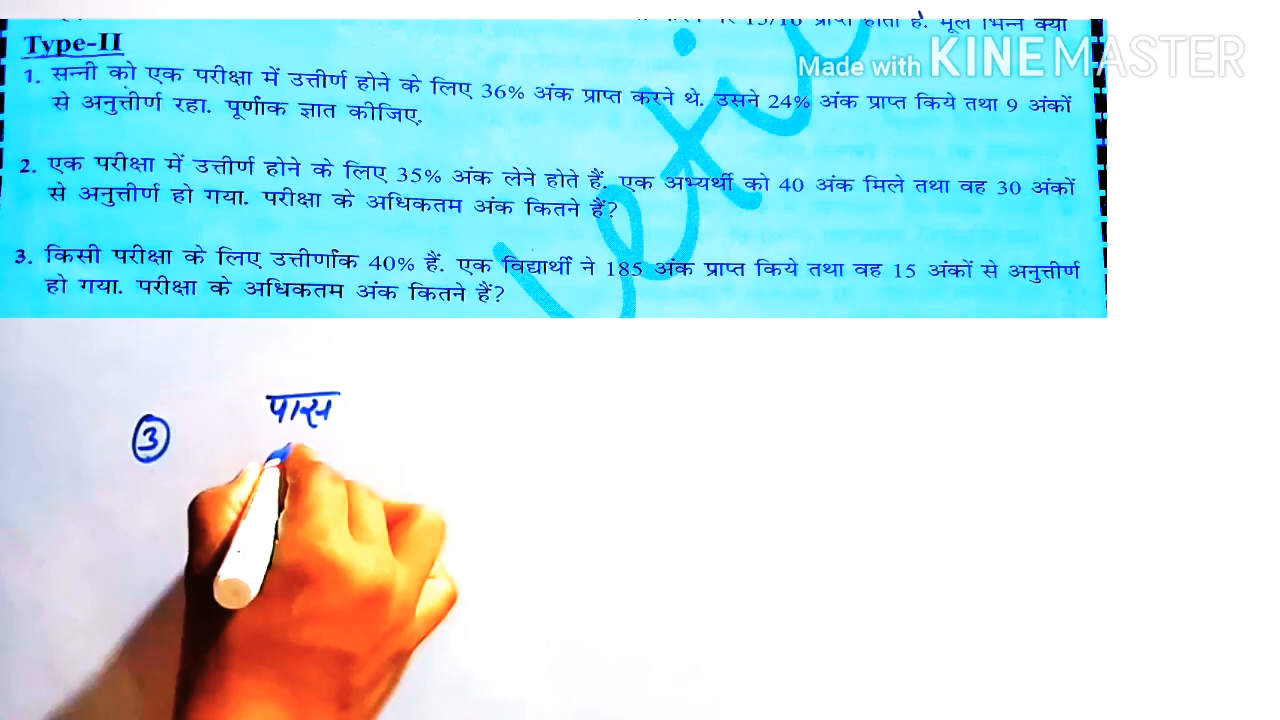 15/16 प्राप्त होता है. मूल भिन्न क्या
Made with KINEMASTER
Type-II
1. सन्नी को एक परीक्षा में उत्तीर्ण होने के लिए 36% अंक प्राप्त करने थे. उसने 24% अंक प्राप्त किये तथा 9 अंकों
से अनुत्तीर्ण रहा. पूर्णांक ज्ञात कीजिए.
2. एक परीक्षा में उत्तीर्ण होने के लिए 35% अंक लेने होते हैं. एक अभ्यर्थी को 40 अंक मिले तथा वह 30 अंकों
से अनुत्तीर्ण हो गया. परीक्षा के अधिकतम अंक कितने हैं?
3. किसी परीक्षा के लिए उत्तीर्णांक 40% हैं. एक विद्यार्थी ने 185 अंक प्राप्त किये तथा वह 15 अंकों से अनुत्तीर्ण
हो गया. परीक्षा के अधिकतम अंक कितने हैं?
पास
3